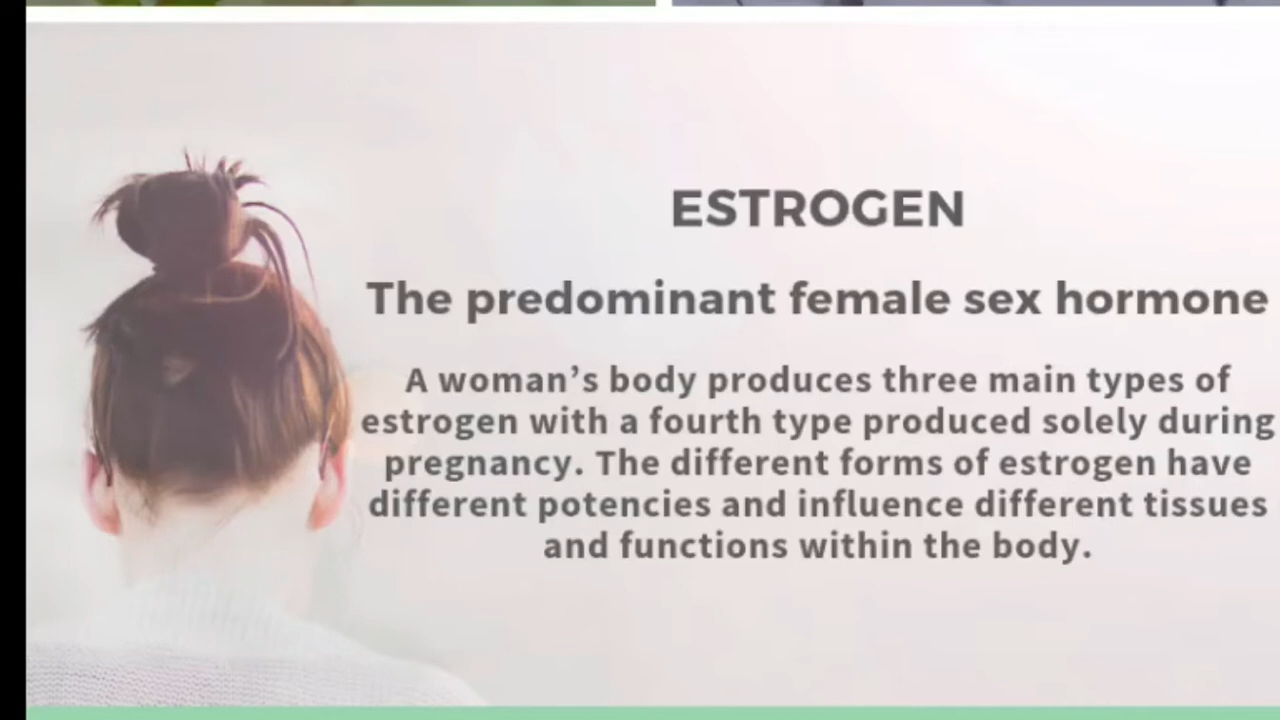 ESTROGEN
The predominant female sex hormone
A woman’s body produces three main types of
estrogen with a fourth type produced solely during
pregnancy. The different forms of estrogen have
different potencies and influence different tissues
and functions within the body.